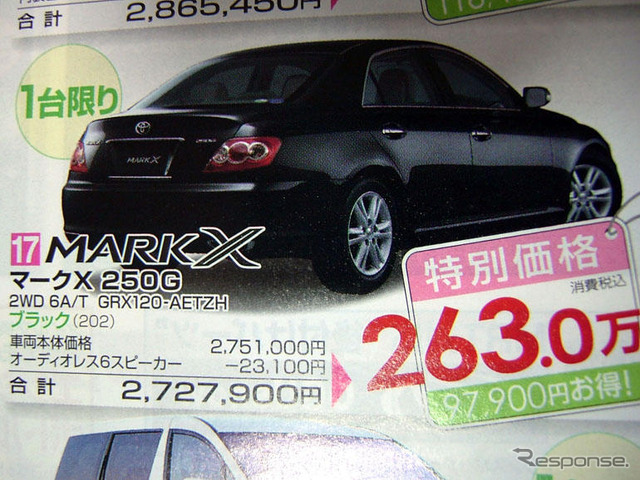 合計 2,865,450円
1台限り
MARK X
17 MARKX
マークX 250G
2WD 6A/T GRX120-AETZH
ブラック(202)
車両本体価格 2,751,000円
オーディオレス6スピーカー −23,100円
合計 2,727,900円
特別価格
消費税込
263.0万
97,900円お得!
Response.